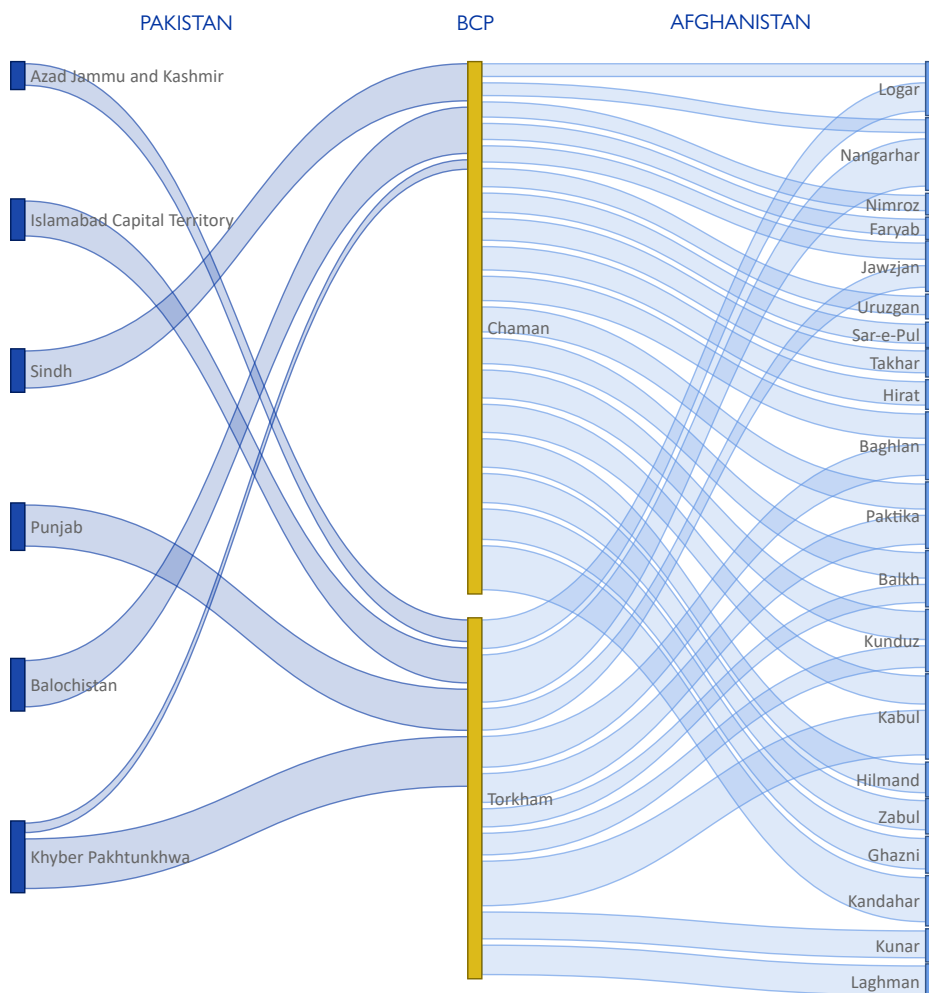 PAKISTAN
BCP
AFGHANISTAN
Azad Jammu and Kashmir
Islamabad Capital Territory
Sindh
Punjab
Balochistan
Khyber Pakhtunkhwa
Chaman
Torkham
Logar
Nangarhar
Nimroz
Faryab
Jawzjan
Uruzgan
Sar-e-Pul
Takhar
Hirat
Baghlan
Paktika
Balkh
Kunduz
Kabul
Hilmand
Zabul
Ghazni
Kandahar
Kunar
Laghman